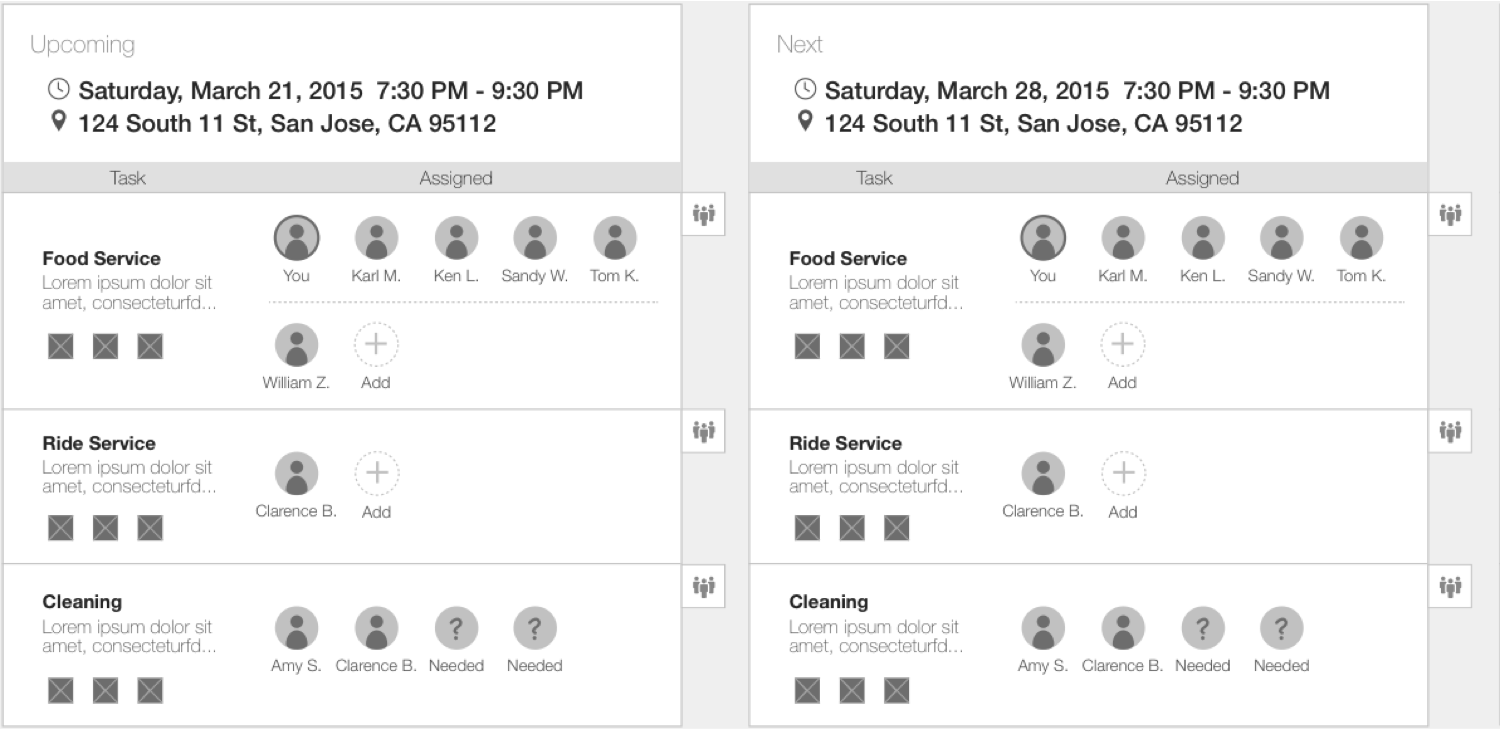 Upcoming
Saturday, March 21, 2015 7:30 PM - 9:30 PM
124 South 11 St, San Jose, CA 95112
Task Assigned
Food Service
Lorem ipsum dolor sit
amet, consecteturfd...
You Karl M. Ken L. Sandy W. Tom K.
William Z. Add
Ride Service
Lorem ipsum dolor sit
amet, consecteturfd...
Clarence B. Add
Cleaning
Lorem ipsum dolor sit
amet, consecteturfd...
? ?
Amy S. Clarence B. Needed Needed
Next
Saturday, March 28, 2015 7:30 PM - 9:30 PM
124 South 11 St, San Jose, CA 95112
Task Assigned
Food Service
Lorem ipsum dolor sit
amet, consecteturfd...
You Karl M. Ken L. Sandy W. Tom K.
William Z. Add
Ride Service
Lorem ipsum dolor sit
amet, consecteturfd...
Clarence B. Add
Cleaning
Lorem ipsum dolor sit
amet, consecteturfd...
? ?
Amy S. Clarence B. Needed Needed